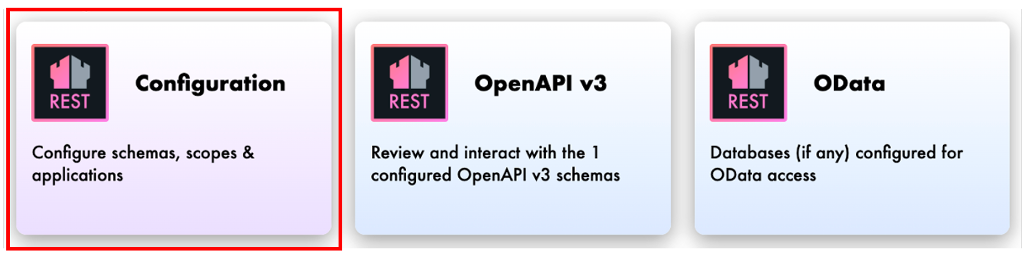 REST
Configuration
Configure schemas, scopes &
applications
REST
OpenAPI v3
Review and interact with the 1
configured OpenAPI v3 schemas
REST
OData
Databases (if any) configured for
OData access